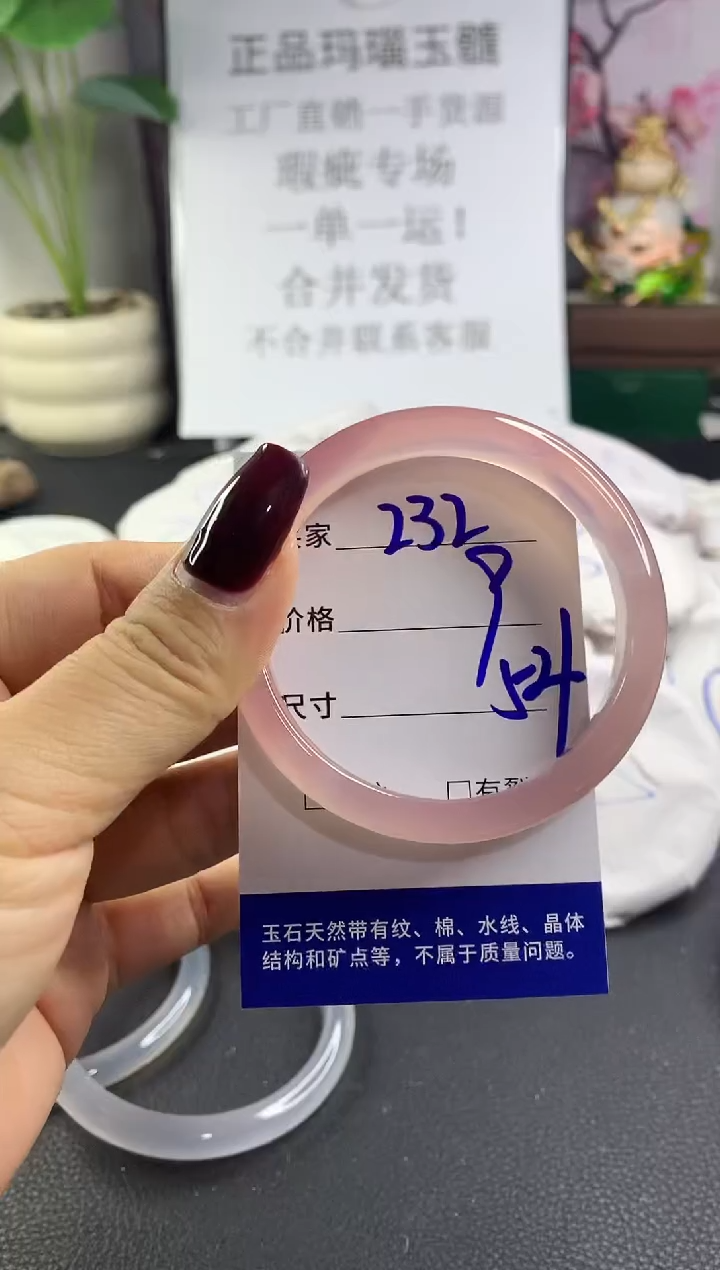 正品玛瑙玉髓
工厂直销一手货源
瑕疵专场
一单一运！
合并发货
不合并联系客服
家 232
9
价格
尺寸 54
□有裂
玉石天然带有纹、棉、水线、晶体
结构和矿点等，不属于质量问题。